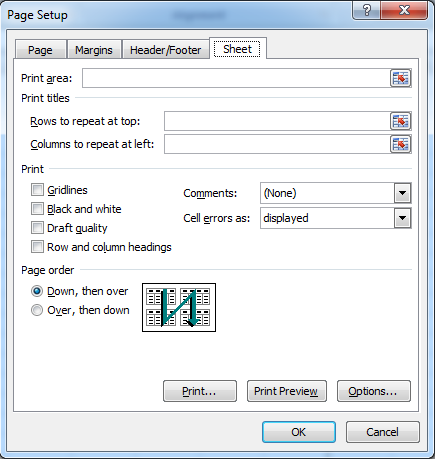 Page Setup
Page Margins Header/Footer Sheet
Print area:
Print titles
Rows to repeat at top:
Columns to repeat at left:
Print
Gridlines Comments: (None)
Black and white Cell errors as: displayed
Draft quality
Row and column headings
Page order
Down, then over
Over, then down
Print... Print Preview Options...
OK Cancel